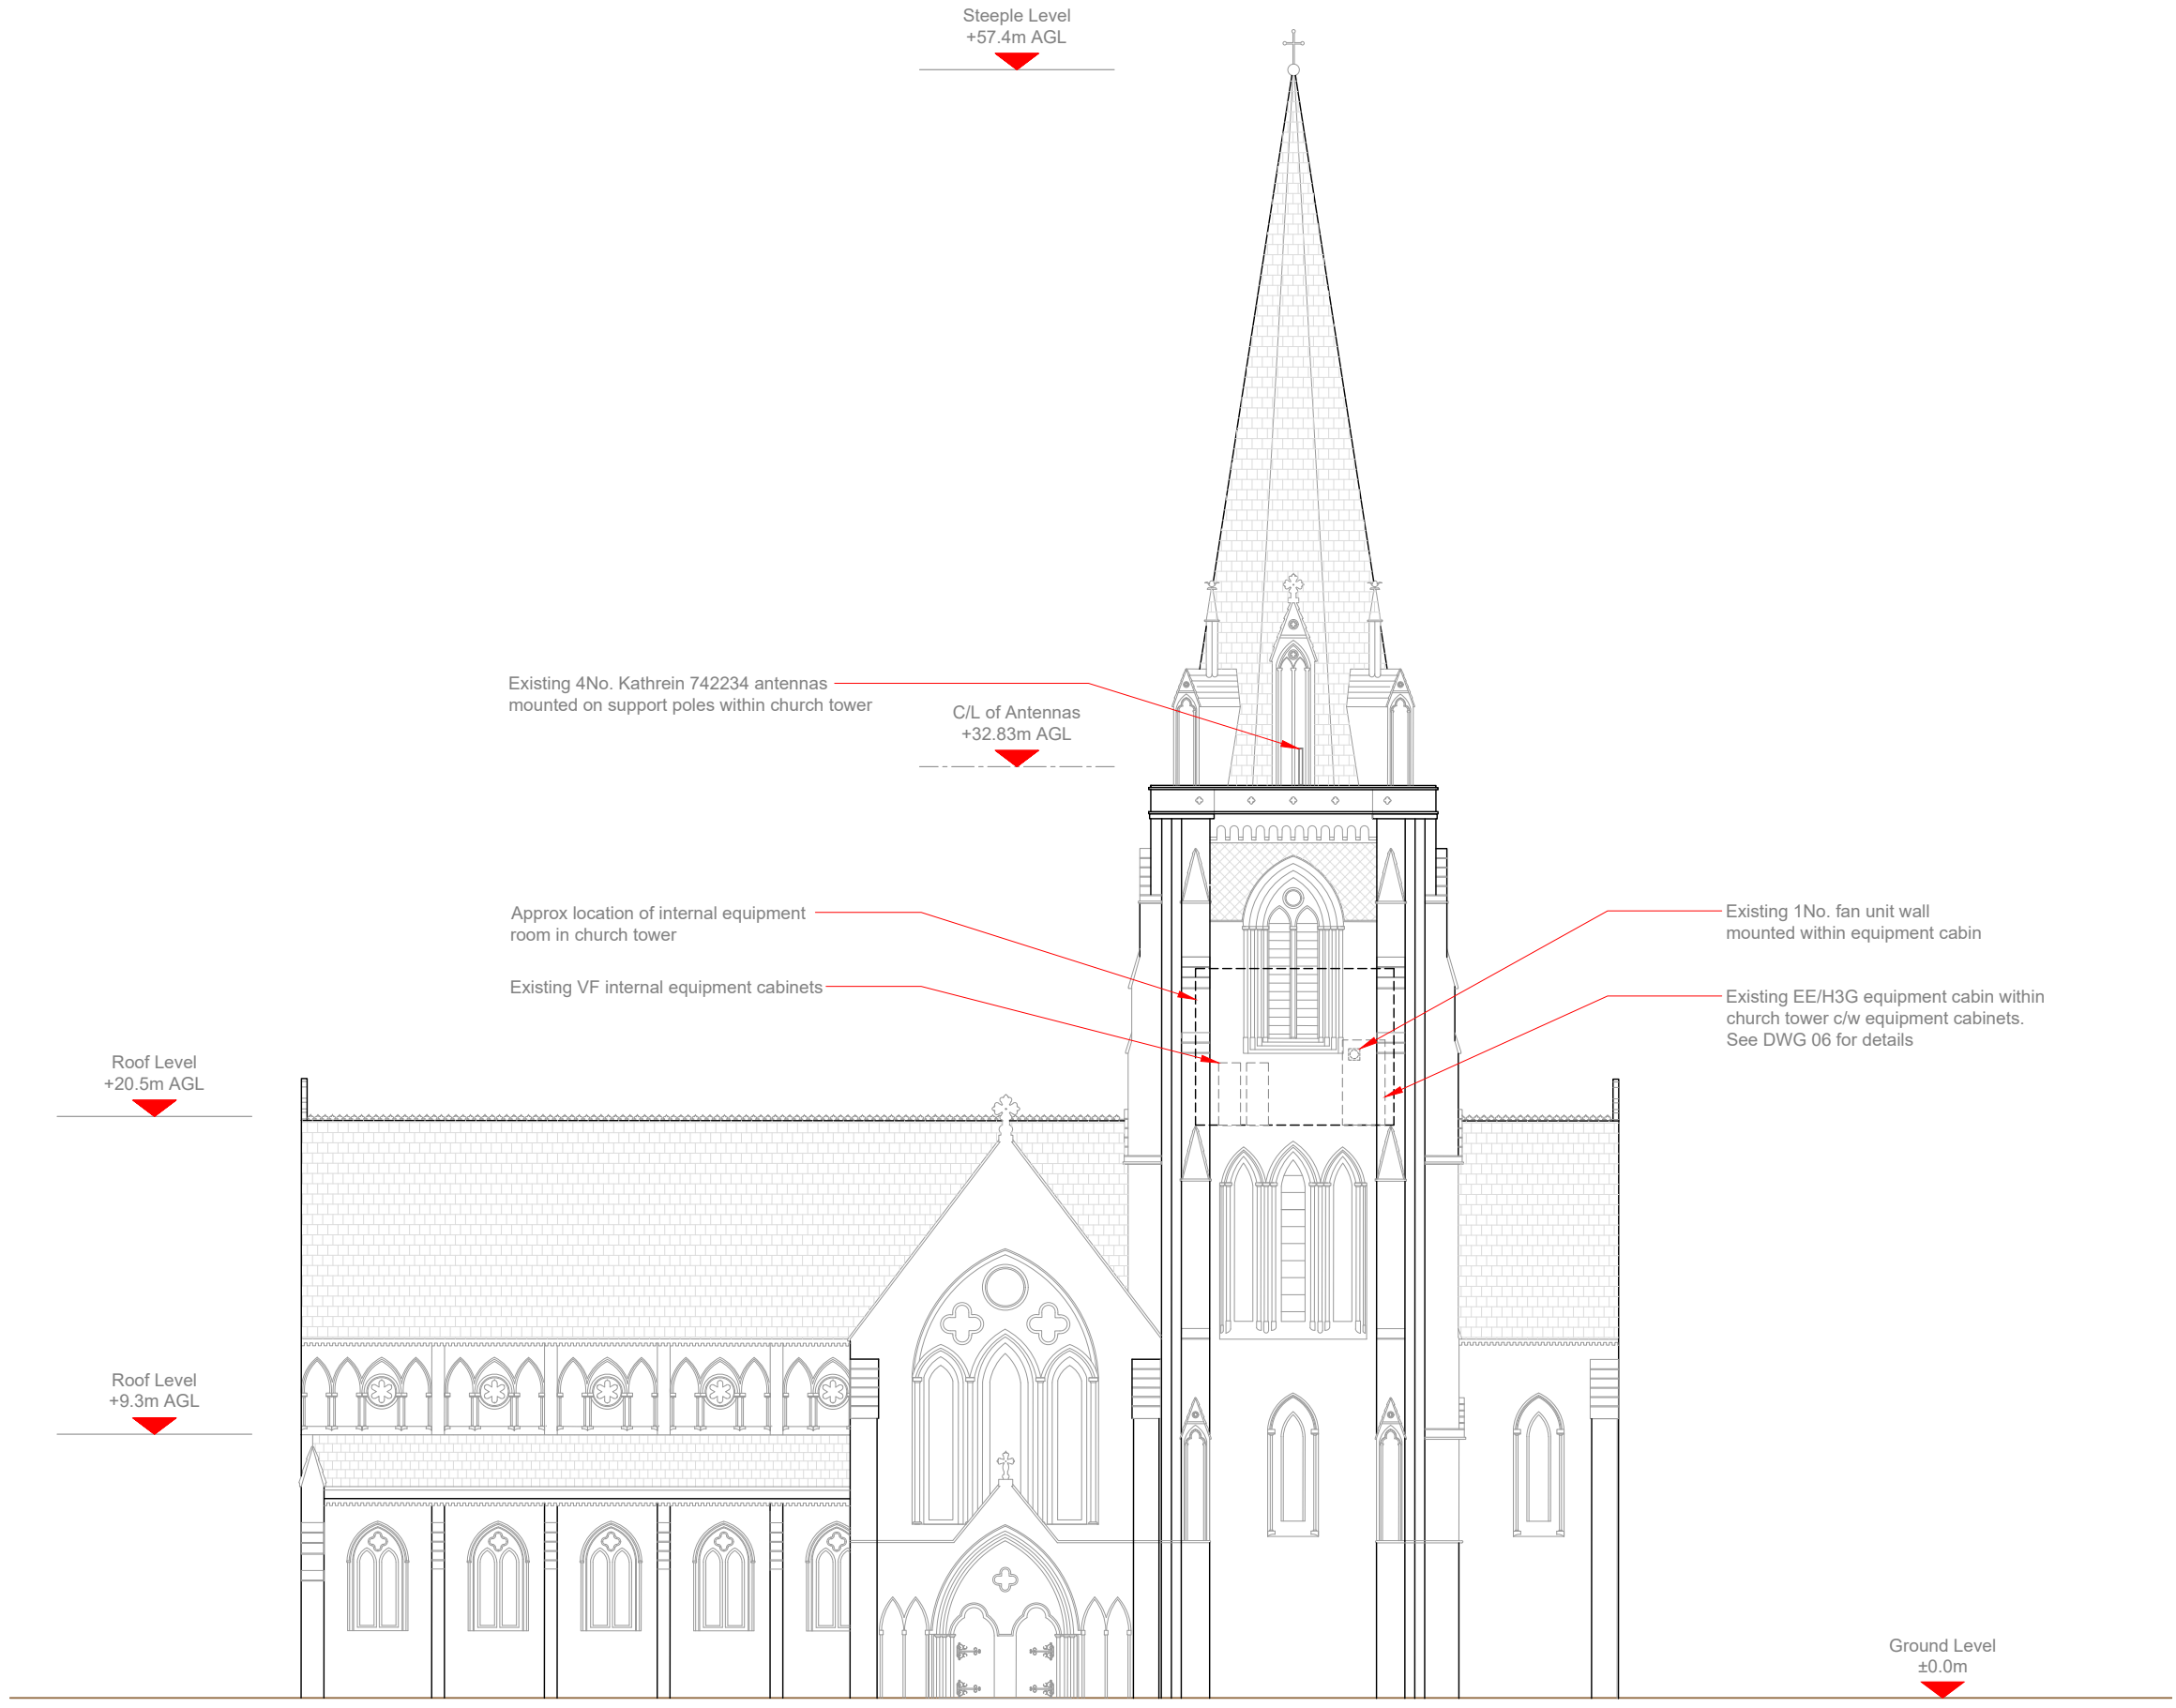 Steeple Level
+57.4m AGL
Existing 4No. Kathrein 742234 antennas
mounted on support poles within church tower
C/L of Antennas
+32.83m AGL
Approx location of internal equipment
room in church tower
Existing 1No. fan unit wall
mounted within equipment cabin
Existing VF internal equipment cabinets
Existing EE/H3G equipment cabin within
church tower c/w equipment cabinets.
See DWG 06 for details
Roof Level
+20.5m AGL
Roof Level
+9.3m AGL
Ground Level
±0.0m